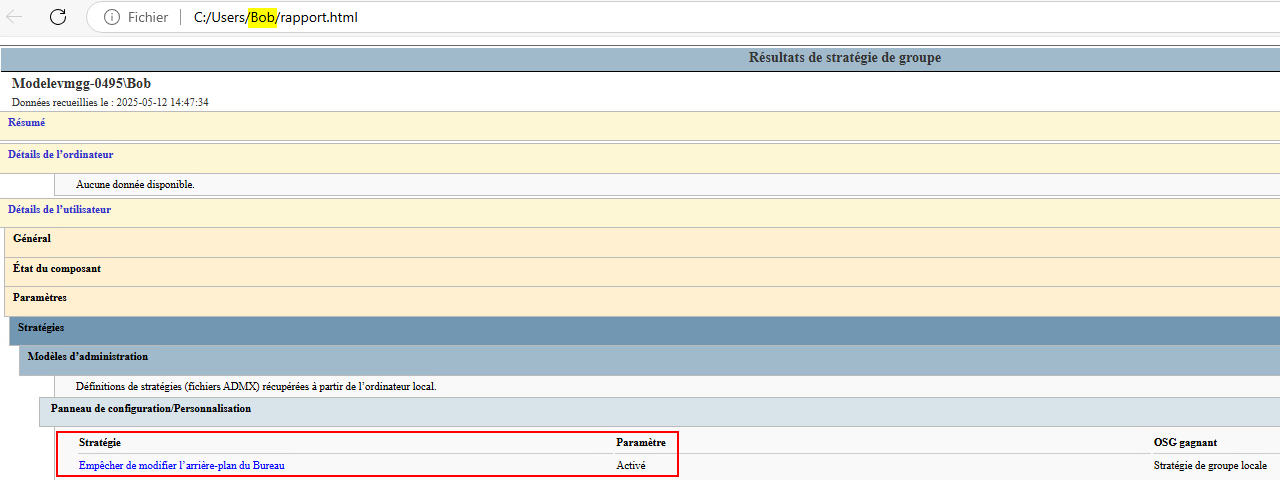 Fichier C:/Users/Bob/rapport.html
Résultats de stratégie de groupe
Modelevmgg-0495\Bob
Données recueillies le : 2025-05-12 14:47:34
Résumé
Détails de l’ordinateur
Aucune donnée disponible.
Détails de l’utilisateur
Général
État du composant
Paramètres
Stratégies
Modèles d’administration
Définitions de stratégies (fichiers ADMX) récupérées à partir de l’ordinateur local.
Panneau de configuration/Personnalisation
Stratégie Paramètre OSG gagnant
Empêcher de modifier l’arrière-plan du Bureau Activé Stratégie de groupe locale